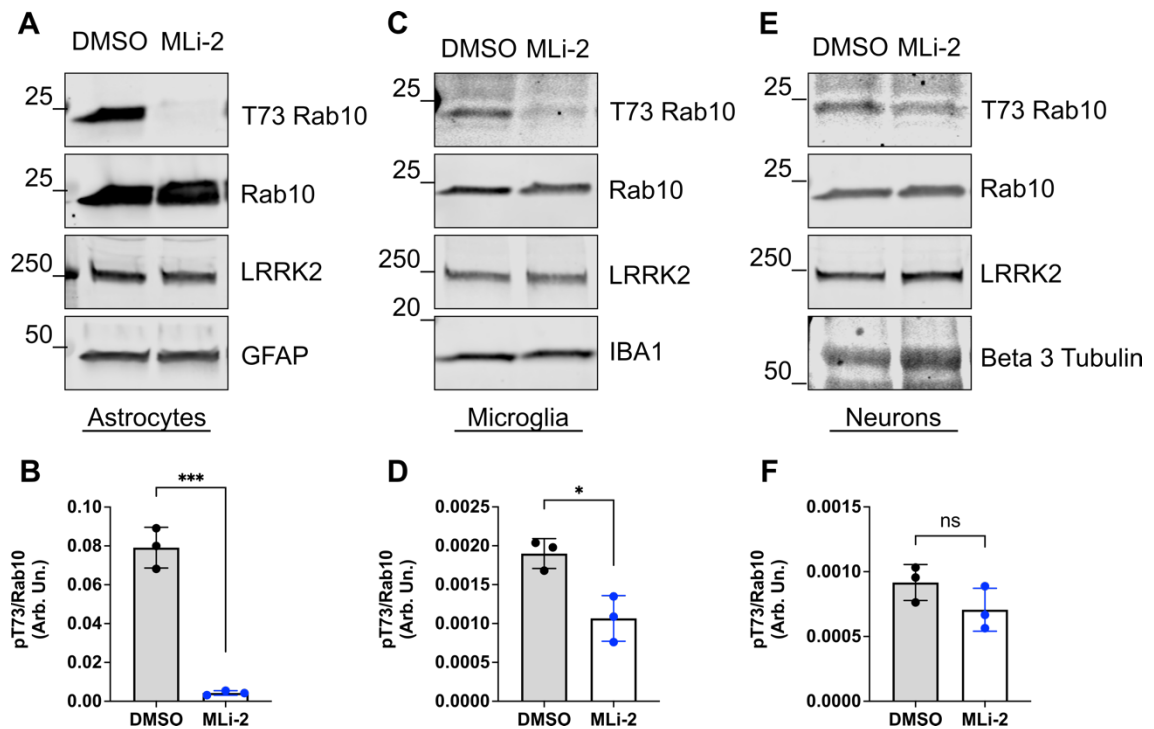 A
DMSO MLi-2
25
T73 Rab10
25
Rab10
250
LRRK2
50
GFAP
Astrocytes
C
DMSO MLi-2
25
T73 Rab10
25
Rab10
250
LRRK2
20
IBA1
Microglia
E
DMSO MLi-2
25
T73 Rab10
25
Rab10
250
LRRK2
Beta 3 Tubulin
50
Neurons
B
***
0.10
0.08
0.06
0.04
0.02
0.00
pT73/Rab10
(Arb. Un.)
DMSO MLi-2
D
*
0.0025
0.0020
0.0015
0.0010
0.0005
0.0000
pT73/Rab10
(Arb. Un.)
DMSO MLi-2
F
ns
0.0015
0.0010
0.0005
0.0000
pT73/Rab10
(Arb. Un.)
DMSO MLi-2